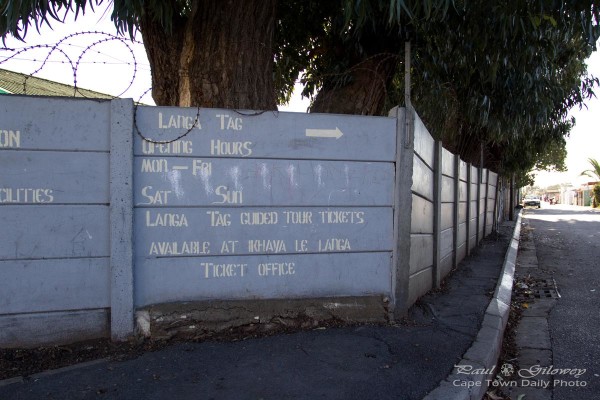 ON
ILITIES
Langa Tag
Opening Hours
Mon - Fri
Sat Sun
Langa Tag guided tour tickets
available at Ikhaya le Langa
Ticket office
Paul Gilowey
Cape Town Daily Photo